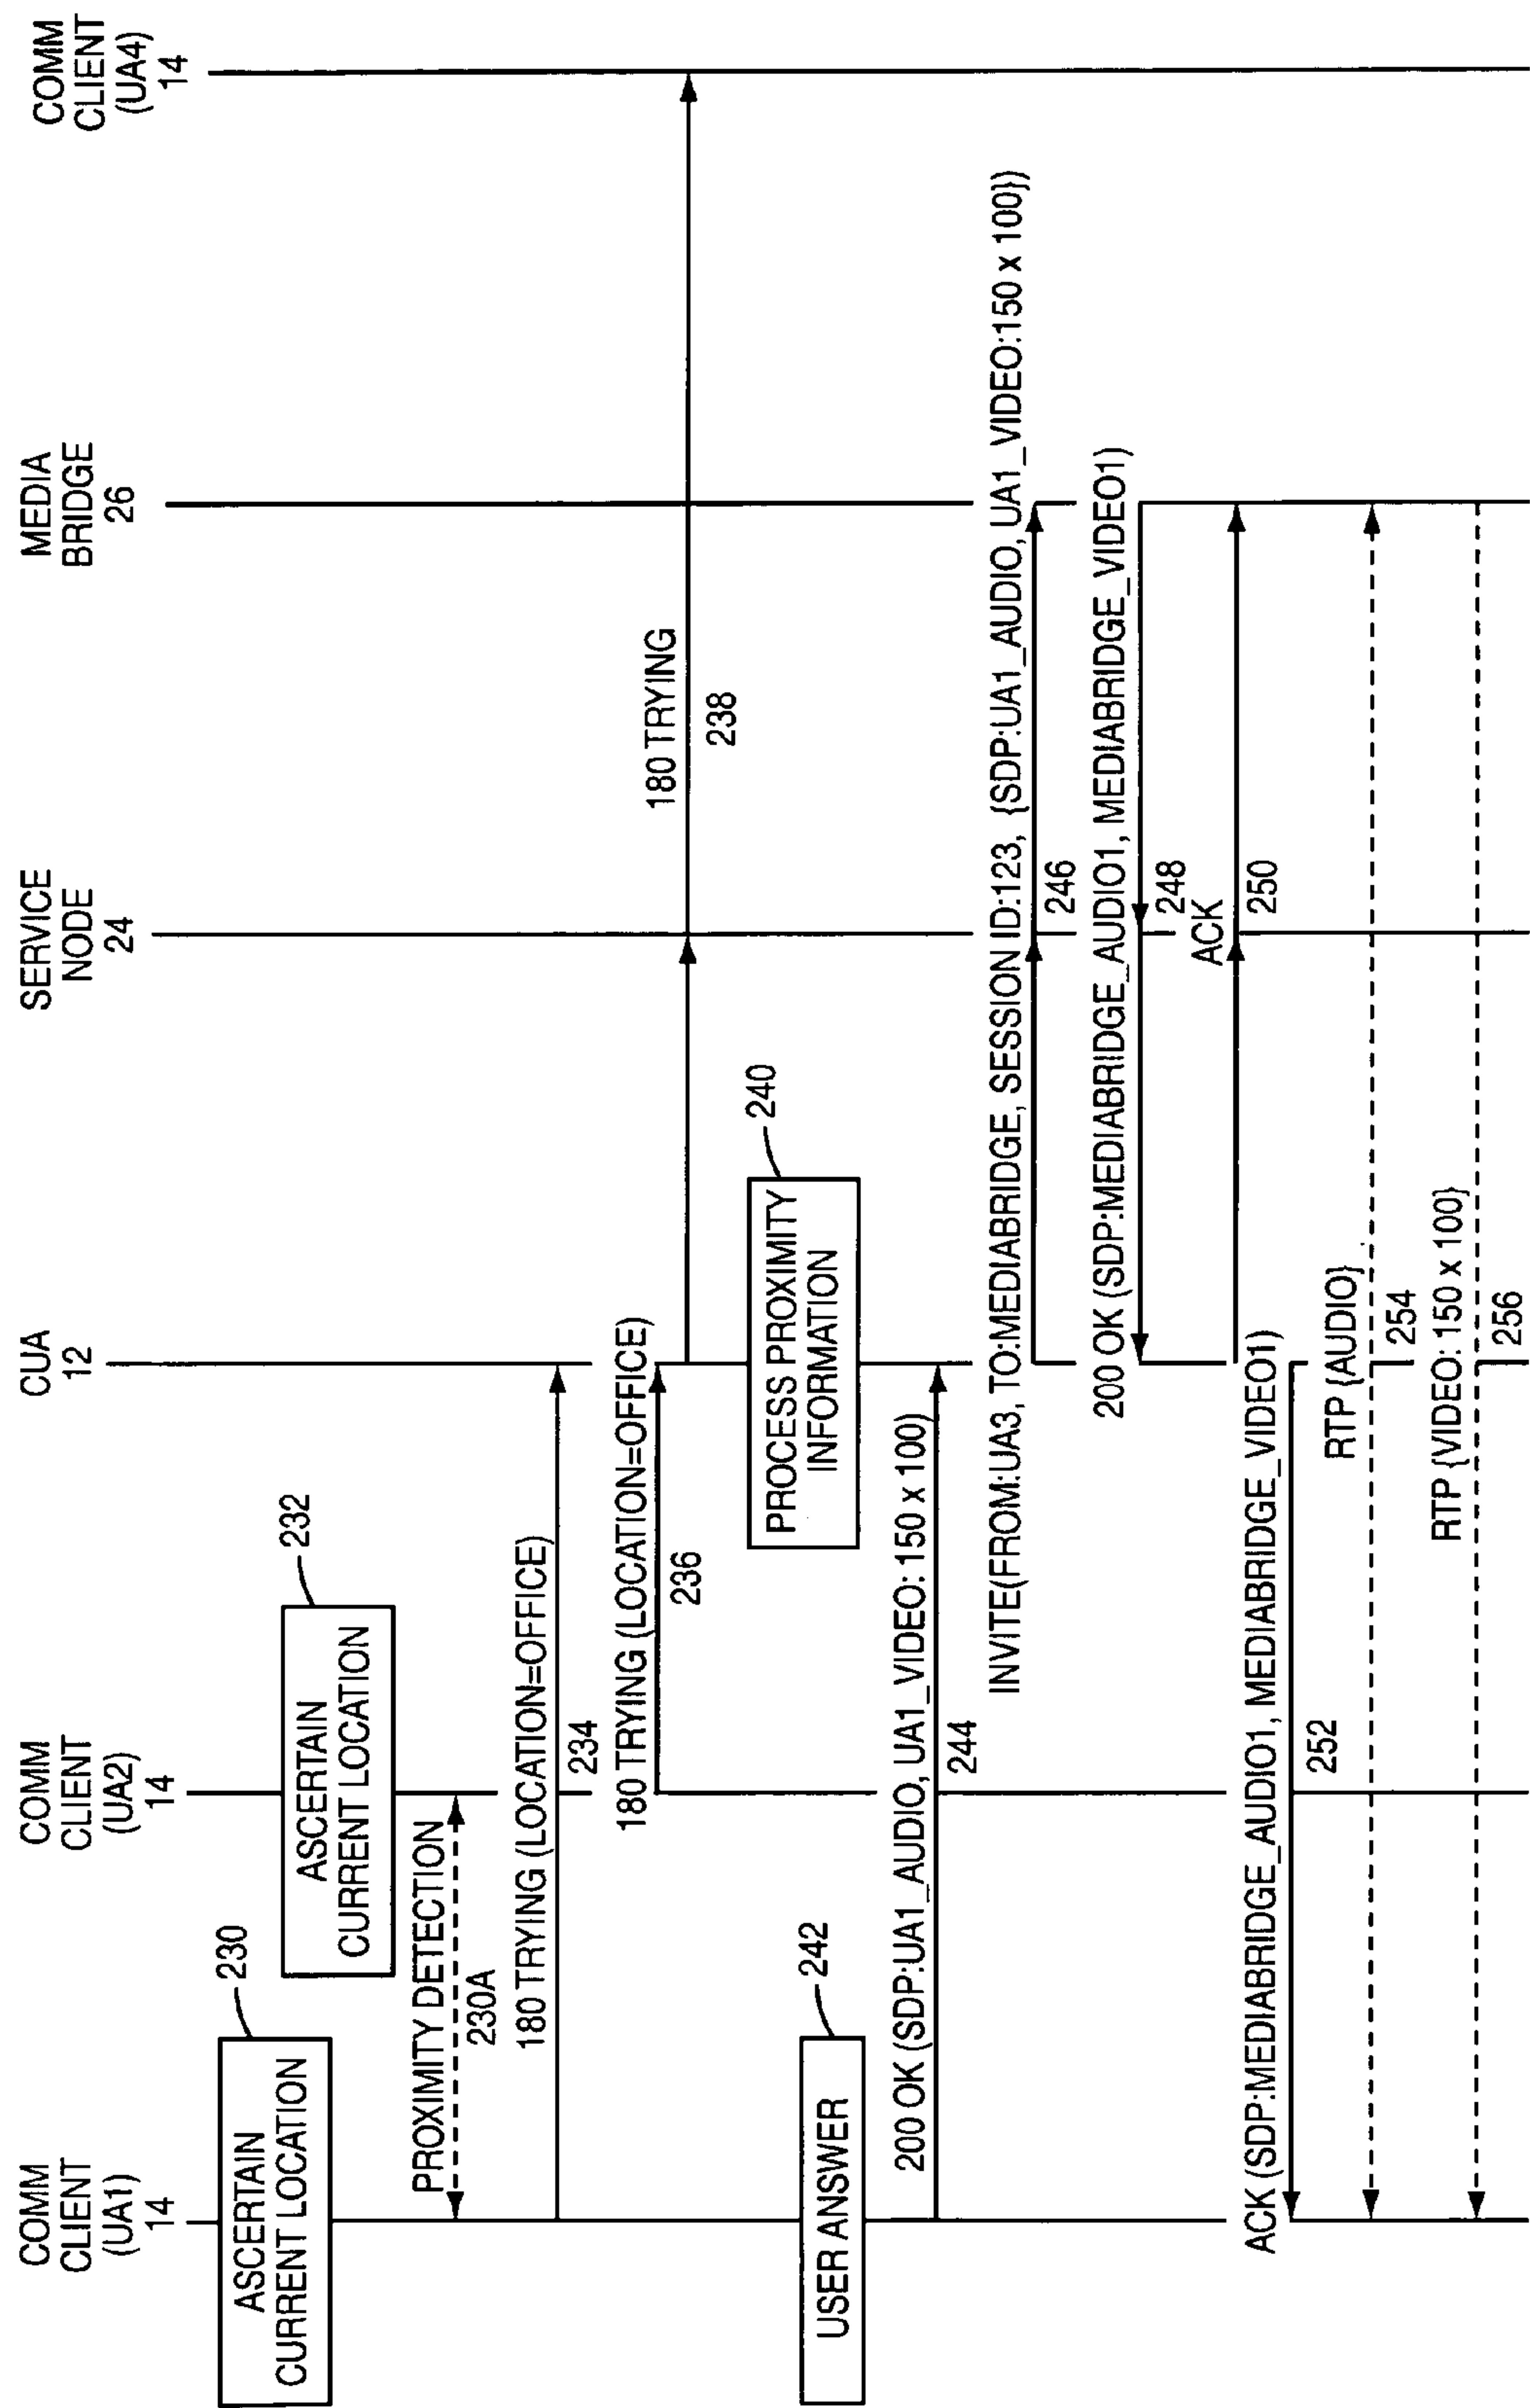 COMM
CLIENT
(UA1)
14
COMM
CLIENT
(UA2)
14
CUA
12
SERVICE
NODE
24
MEDIA
BRIDGE
26
COMM
CLIENT
(UA4)
14
ASCERTAIN
CURRENT LOCATION
230
ASCERTAIN
CURRENT LOCATION
232
PROXIMITY DETECTION
230A
180 TRYING (LOCATION=OFFICE)
234
180 TRYING (LOCATION=OFFICE)
236
180 TRYING
238
PROCESS PROXIMITY
INFORMATION
240
USER ANSWER
242
200 OK (SDP:UA1_AUDIO, UA1_VIDEO: 150 x 100)
244
INVITE(FROM:UA3, TO:MEDIABRIDGE, SESSION ID:123, {SDP:UA1_AUDIO, UA1_VIDEO:150 x 100})
246
200 OK (SDP:MEDIABRIDGE_AUDIO1, MEDIABRIDGE_VIDEO1)
248
ACK
250
ACK (SDP:MEDIABRIDGE_AUDIO1, MEDIABRIDGE_VIDEO1)
252
RTP {AUDIO}
254
RTP {VIDEO: 150 x 100}
256